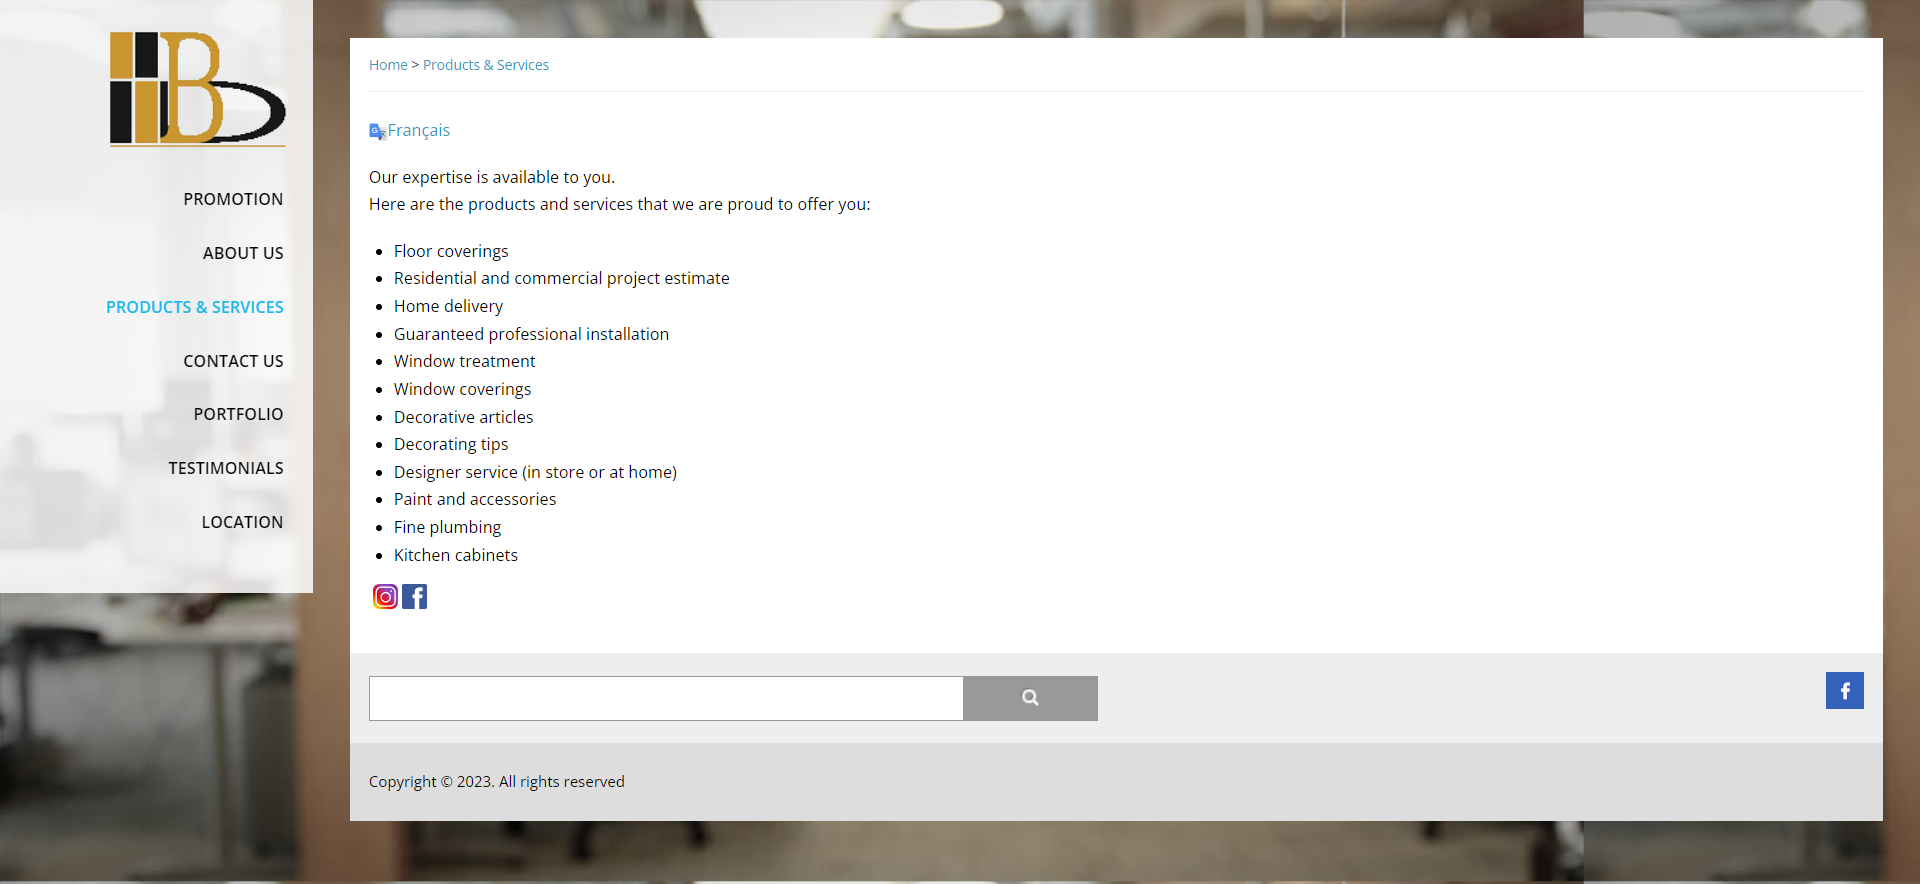 B
PROMOTION
ABOUT US
PRODUCTS & SERVICES
CONTACT US
PORTFOLIO
TESTIMONIALS
LOCATION
Home > Products & Services
Français
Our expertise is available to you.
Here are the products and services that we are proud to offer you:
• Floor coverings
• Residential and commercial project estimate
• Home delivery
• Guaranteed professional installation
• Window treatment
• Window coverings
• Decorative articles
• Decorating tips
• Designer service (in store or at home)
• Paint and accessories
• Fine plumbing
• Kitchen cabinets
Copyright © 2023. All rights reserved